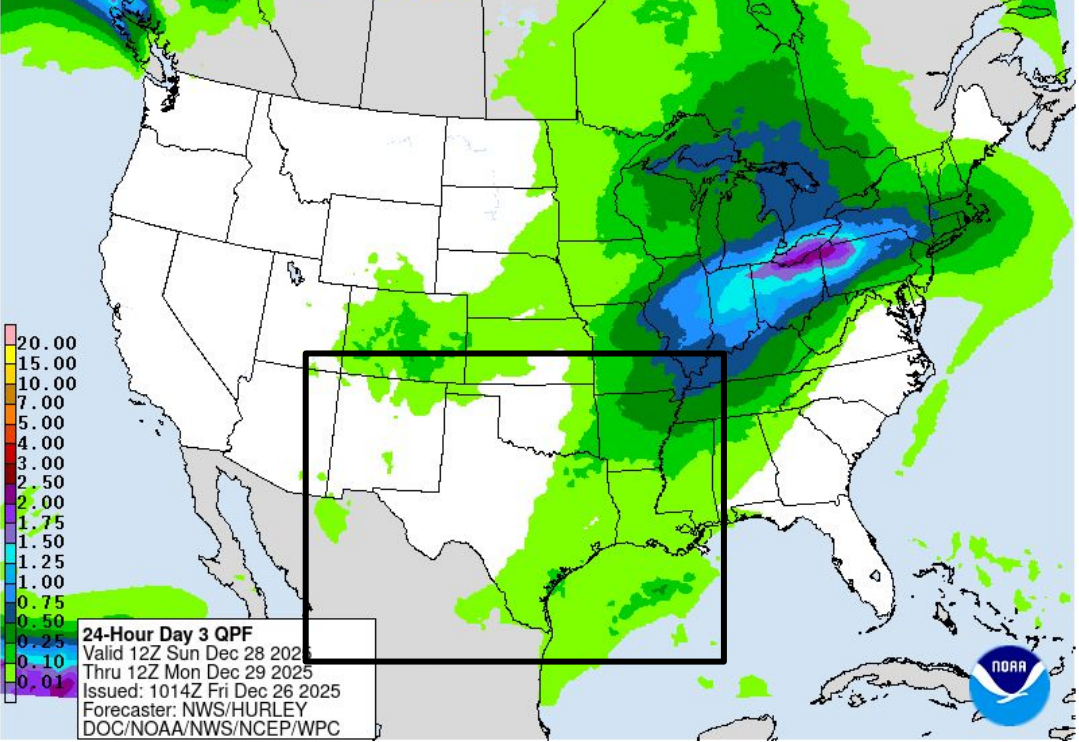 20.00
15.00
10.00
7.00
5.00
4.00
3.00
2.50
2.00
1.75
1.50
1.25
1.00
0.75
0.50
0.25
0.10
0.01
24-Hour Day 3 QPF
Valid 12Z Sun Dec 28 2025
Thru 12Z Mon Dec 29 2025
Issued: 1014Z Fri Dec 26 2025
Forecaster: NWS/HURLEY
DOC/NOAA/NWS/NCEP/WPC
NOAA